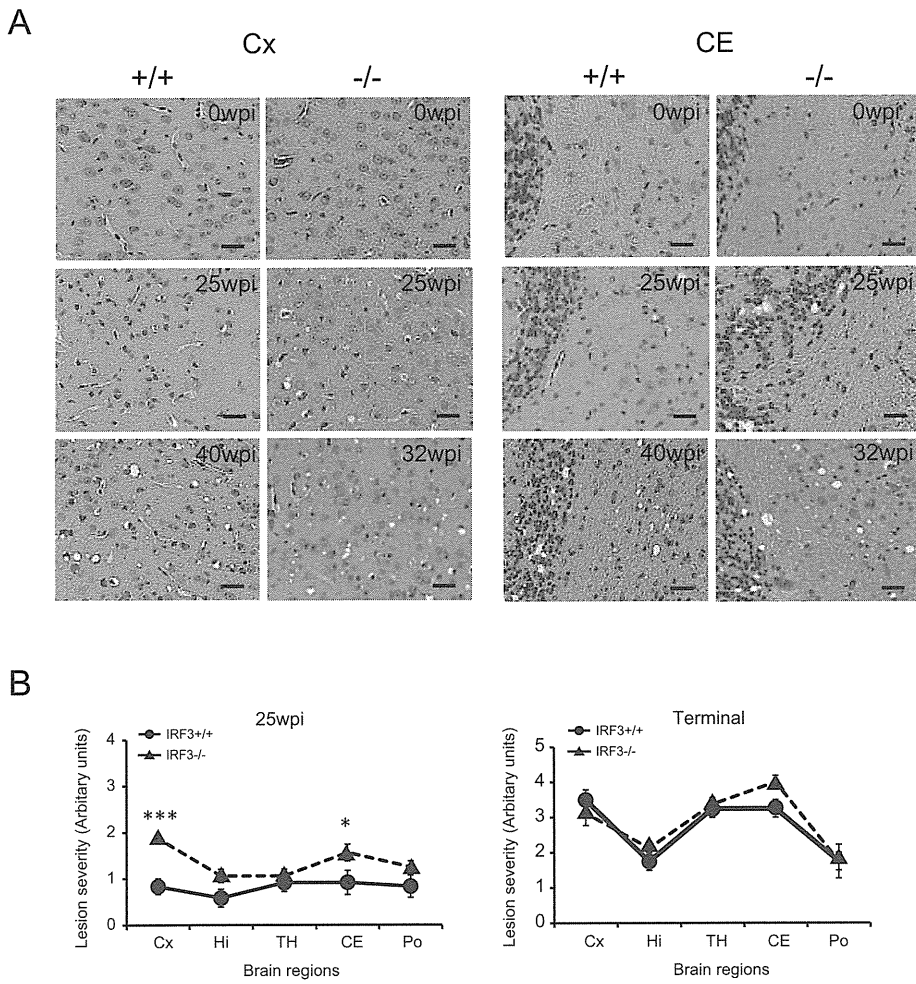 A
Cx
CE
+/+
-/-
+/+
-/-
0wpi
0wpi
0wpi
0wpi
25wpi
25wpi
25wpi
25wpi
40wpi
32wpi
40wpi
32wpi
B
25wpi
IRF3+/+
IRF3-/-
Lesion severity (Arbitary units)
4
3
2
1
0
***
*
Cx Hi TH CE Po
Brain regions
Terminal
IRF3+/+
IRF3-/-
Lesion severity (Arbitary units)
5
4
3
2
1
0
Cx Hi TH CE Po
Brain regions